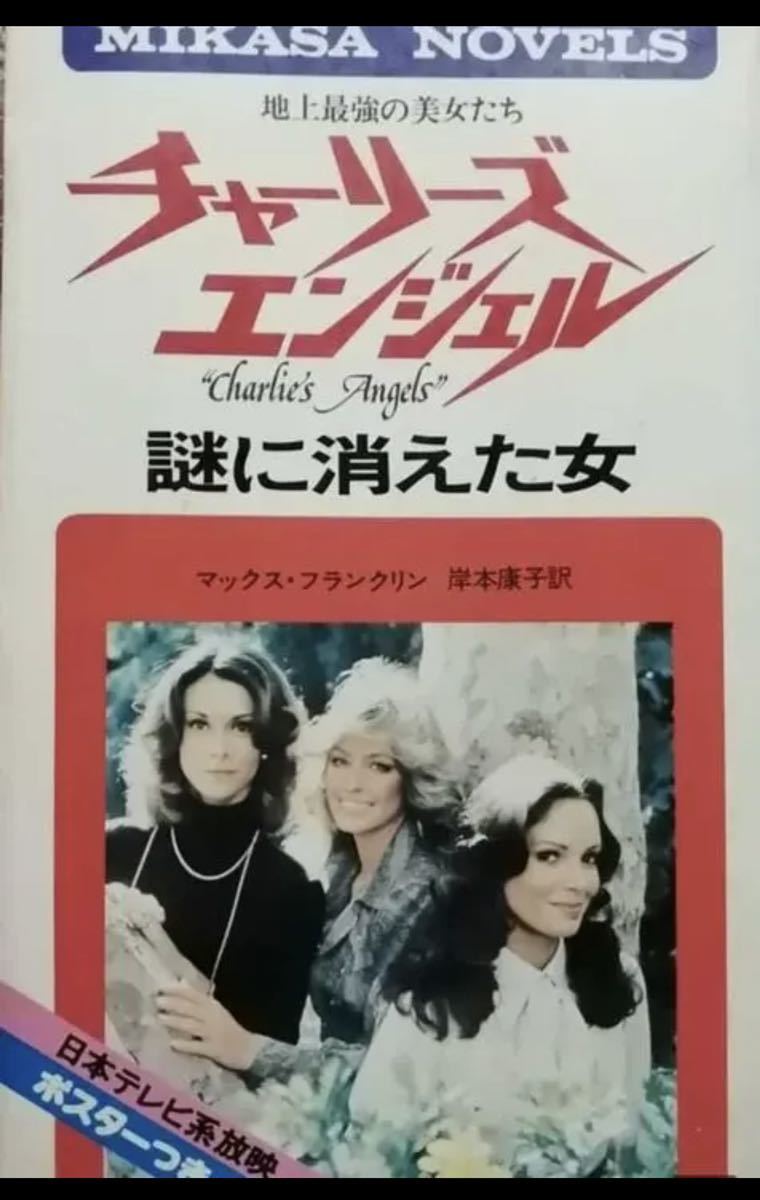 MIKASA NOVELS
地上最強の美女たち
チャーリーズ
エンジェル
“Charlie's Angels”
謎に消えた女
マックス・フランクリン 岸本康子訳
日本テレビ系放映
ポスターつき